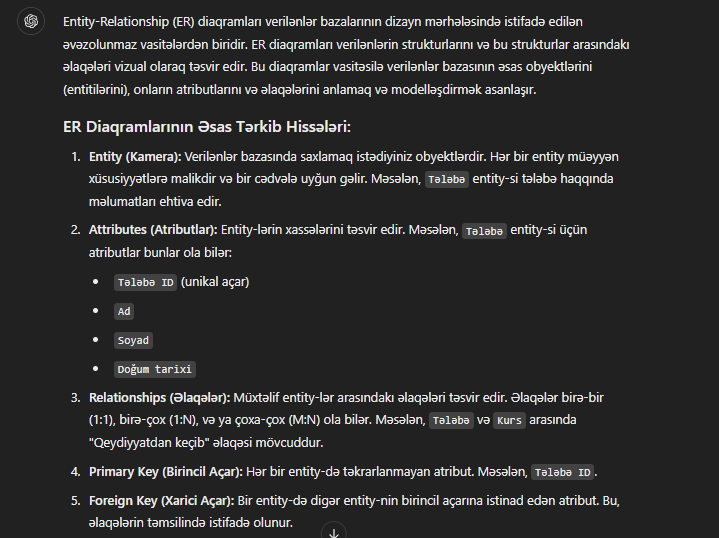 Entity-Relationship (ER) diaqramları verilənlər bazalarının dizayn mərhələsində istifadə edilən
əvəzolunmaz vasitələrdən biridir. ER diaqramları verilənlərin strukturlarını və bu strukturlar arasındakı
əlaqələri vizual olaraq təsvir edir. Bu diaqramlar vasitəsilə verilənlər bazasının əsas obyektlərini
(entitilərini), onların atributlarını və əlaqələrini anlamaq və modelləşdirmək asanlaşır.
ER Diaqramlarının Əsas Tərkib Hissələri:
1. Entity (Kamera): Verilənlər bazasında saxlamaq istədiyiniz obyektlərdir. Hər bir entity müəyyən
xüsusiyyətlərə malikdir və bir cədvələ uyğun gəlir. Məsələn, Tələbə entity-si tələbə haqqında
məlumatları ehtiva edir.
2. Attributes (Atributlar): Entity-lərin xassələrini təsvir edir. Məsələn, Tələbə entity-si üçün
atributlar bunlar ola bilər:
• Tələbə ID (unikal açar)
• Ad
• Soyad
• Doğum tarixi
3. Relationships (Əlaqələr): Müxtəlif entity-lər arasındakı əlaqələri təsvir edir. Əlaqələr birə-bir
(1:1), birə-çox (1:N), və ya çoxa-çox (M:N) ola bilər. Məsələn, Tələbə və Kurs arasında
"Qeydiyyatdan keçib" əlaqəsi mövcuddur.
4. Primary Key (Birincil Açar): Hər bir entity-də təkrarlanmayan atribut. Məsələn, Tələbə ID.
5. Foreign Key (Xarici Açar): Bir entity-də digər entity-nin birincil açarına istinad edən atribut. Bu,
əlaqələrin təmsilində istifadə olunur.